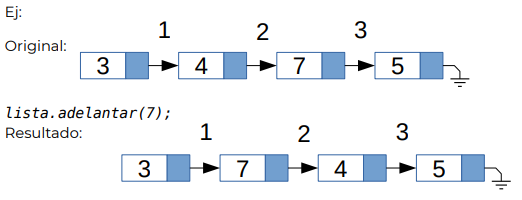 Ej:
1 2 3
Original:
3 4 7 5
lista.adelantar(7);
Resultado:
1 2 3
3 7 4 5